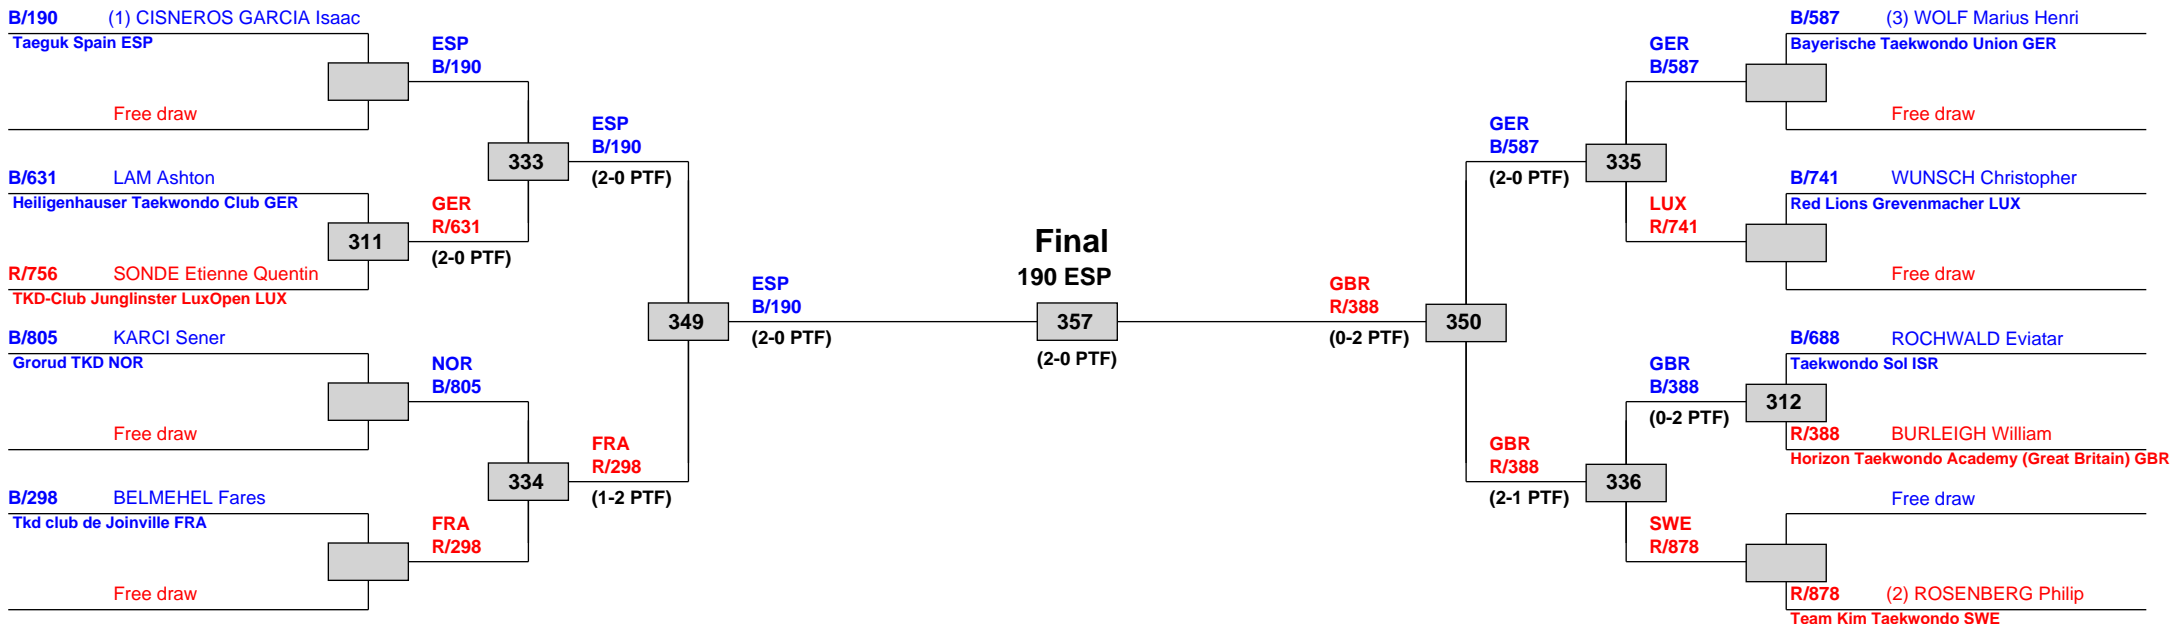 B/190 (1) CISNEROS GARCIA Isaac
Taeguk Spain ESP
Free draw
B/631 LAM Ashton
Heiligenhauser Taekwondo Club GER
311
R/756 SONDE Etienne Quentin
TKD-Club Junglinster LuxOpen LUX
B/805 KARCI Sener
Grorud TKD NOR
Free draw
B/298 BELMEHEL Fares
Tkd club de Joinville FRA
Free draw
ESP
B/190
333
GER
R/631
(2-0 PTF)
NOR
B/805
334
FRA
R/298
ESP
B/190
(2-0 PTF)
349
FRA
R/298
(1-2 PTF)
ESP
B/190
(2-0 PTF)
Final
190 ESP
357
(2-0 PTF)
GBR
R/388
(0-2 PTF)
GER
B/587
(2-0 PTF)
350
GBR
R/388
(2-1 PTF)
GER
B/587
335
LUX
R/741
GBR
B/388
(0-2 PTF)
336
SWE
R/878
B/587 (3) WOLF Marius Henri
Bayerische Taekwondo Union GER
Free draw
B/741 WUNSCH Christopher
Red Lions Grevenmacher LUX
Free draw
B/688 ROCHWALD Eviatar
Taekwondo Sol ISR
312
R/388 BURLEIGH William
Horizon Taekwondo Academy (Great Britain) GBR
Free draw
R/878 (2) ROSENBERG Philip
Team Kim Taekwondo SWE